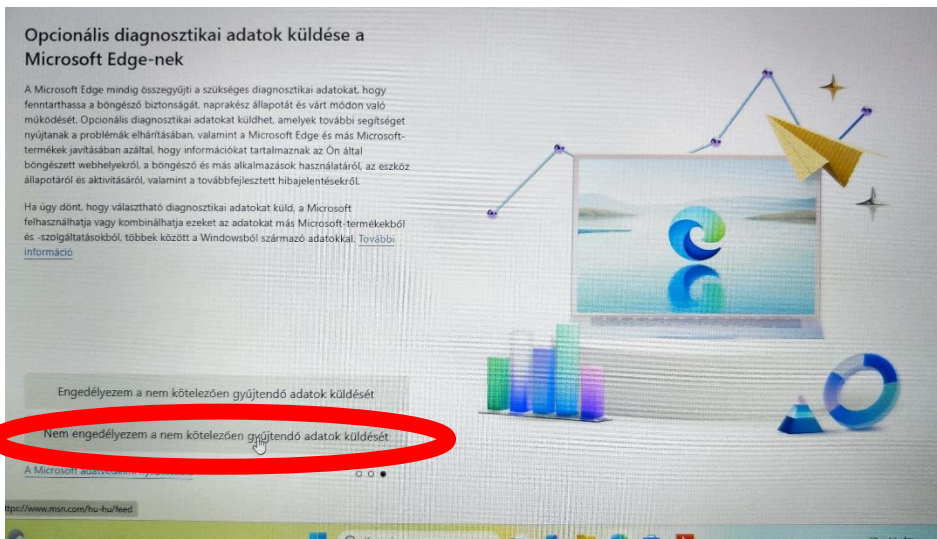 Opcionális diagnosztikai adatok küldése a
Microsoft Edge-nek
A Microsoft Edge mindig összegyűjti a szükséges diagnosztikai adatokat, hogy
fenntarthassa a böngésző biztonságát, naprakész állapotát és várt módon való
működését. Opcionális diagnosztikai adatokat küldhet, amelyek további segítséget
nyújtanak a problémák elhárításában, valamint a Microsoft Edge és más Microsoft-
termékek javításában azáltal, hogy információkat tartalmaznak az Ön által
böngészett webhelyekről, a böngésző és más alkalmazások használatáról, az eszköz
állapotáról és aktivitásáról, valamint a továbbfejlesztett hibajelentésekről.
Ha úgy dönt, hogy választható diagnosztikai adatokat küld, a Microsoft
felhasználhatja vagy kombinálhatja ezeket az adatokat más Microsoft-termékekből
és -szolgáltatásokból, többek között a Windowsból származó adatokkal. További
információ
Engedélyezem a nem kötelezően gyűjtendő adatok küldését
Nem engedélyezem a nem kötelezően gyűjtendő adatok küldését
A Microsoft
ttps://www.msn.com/hu-hu/feed